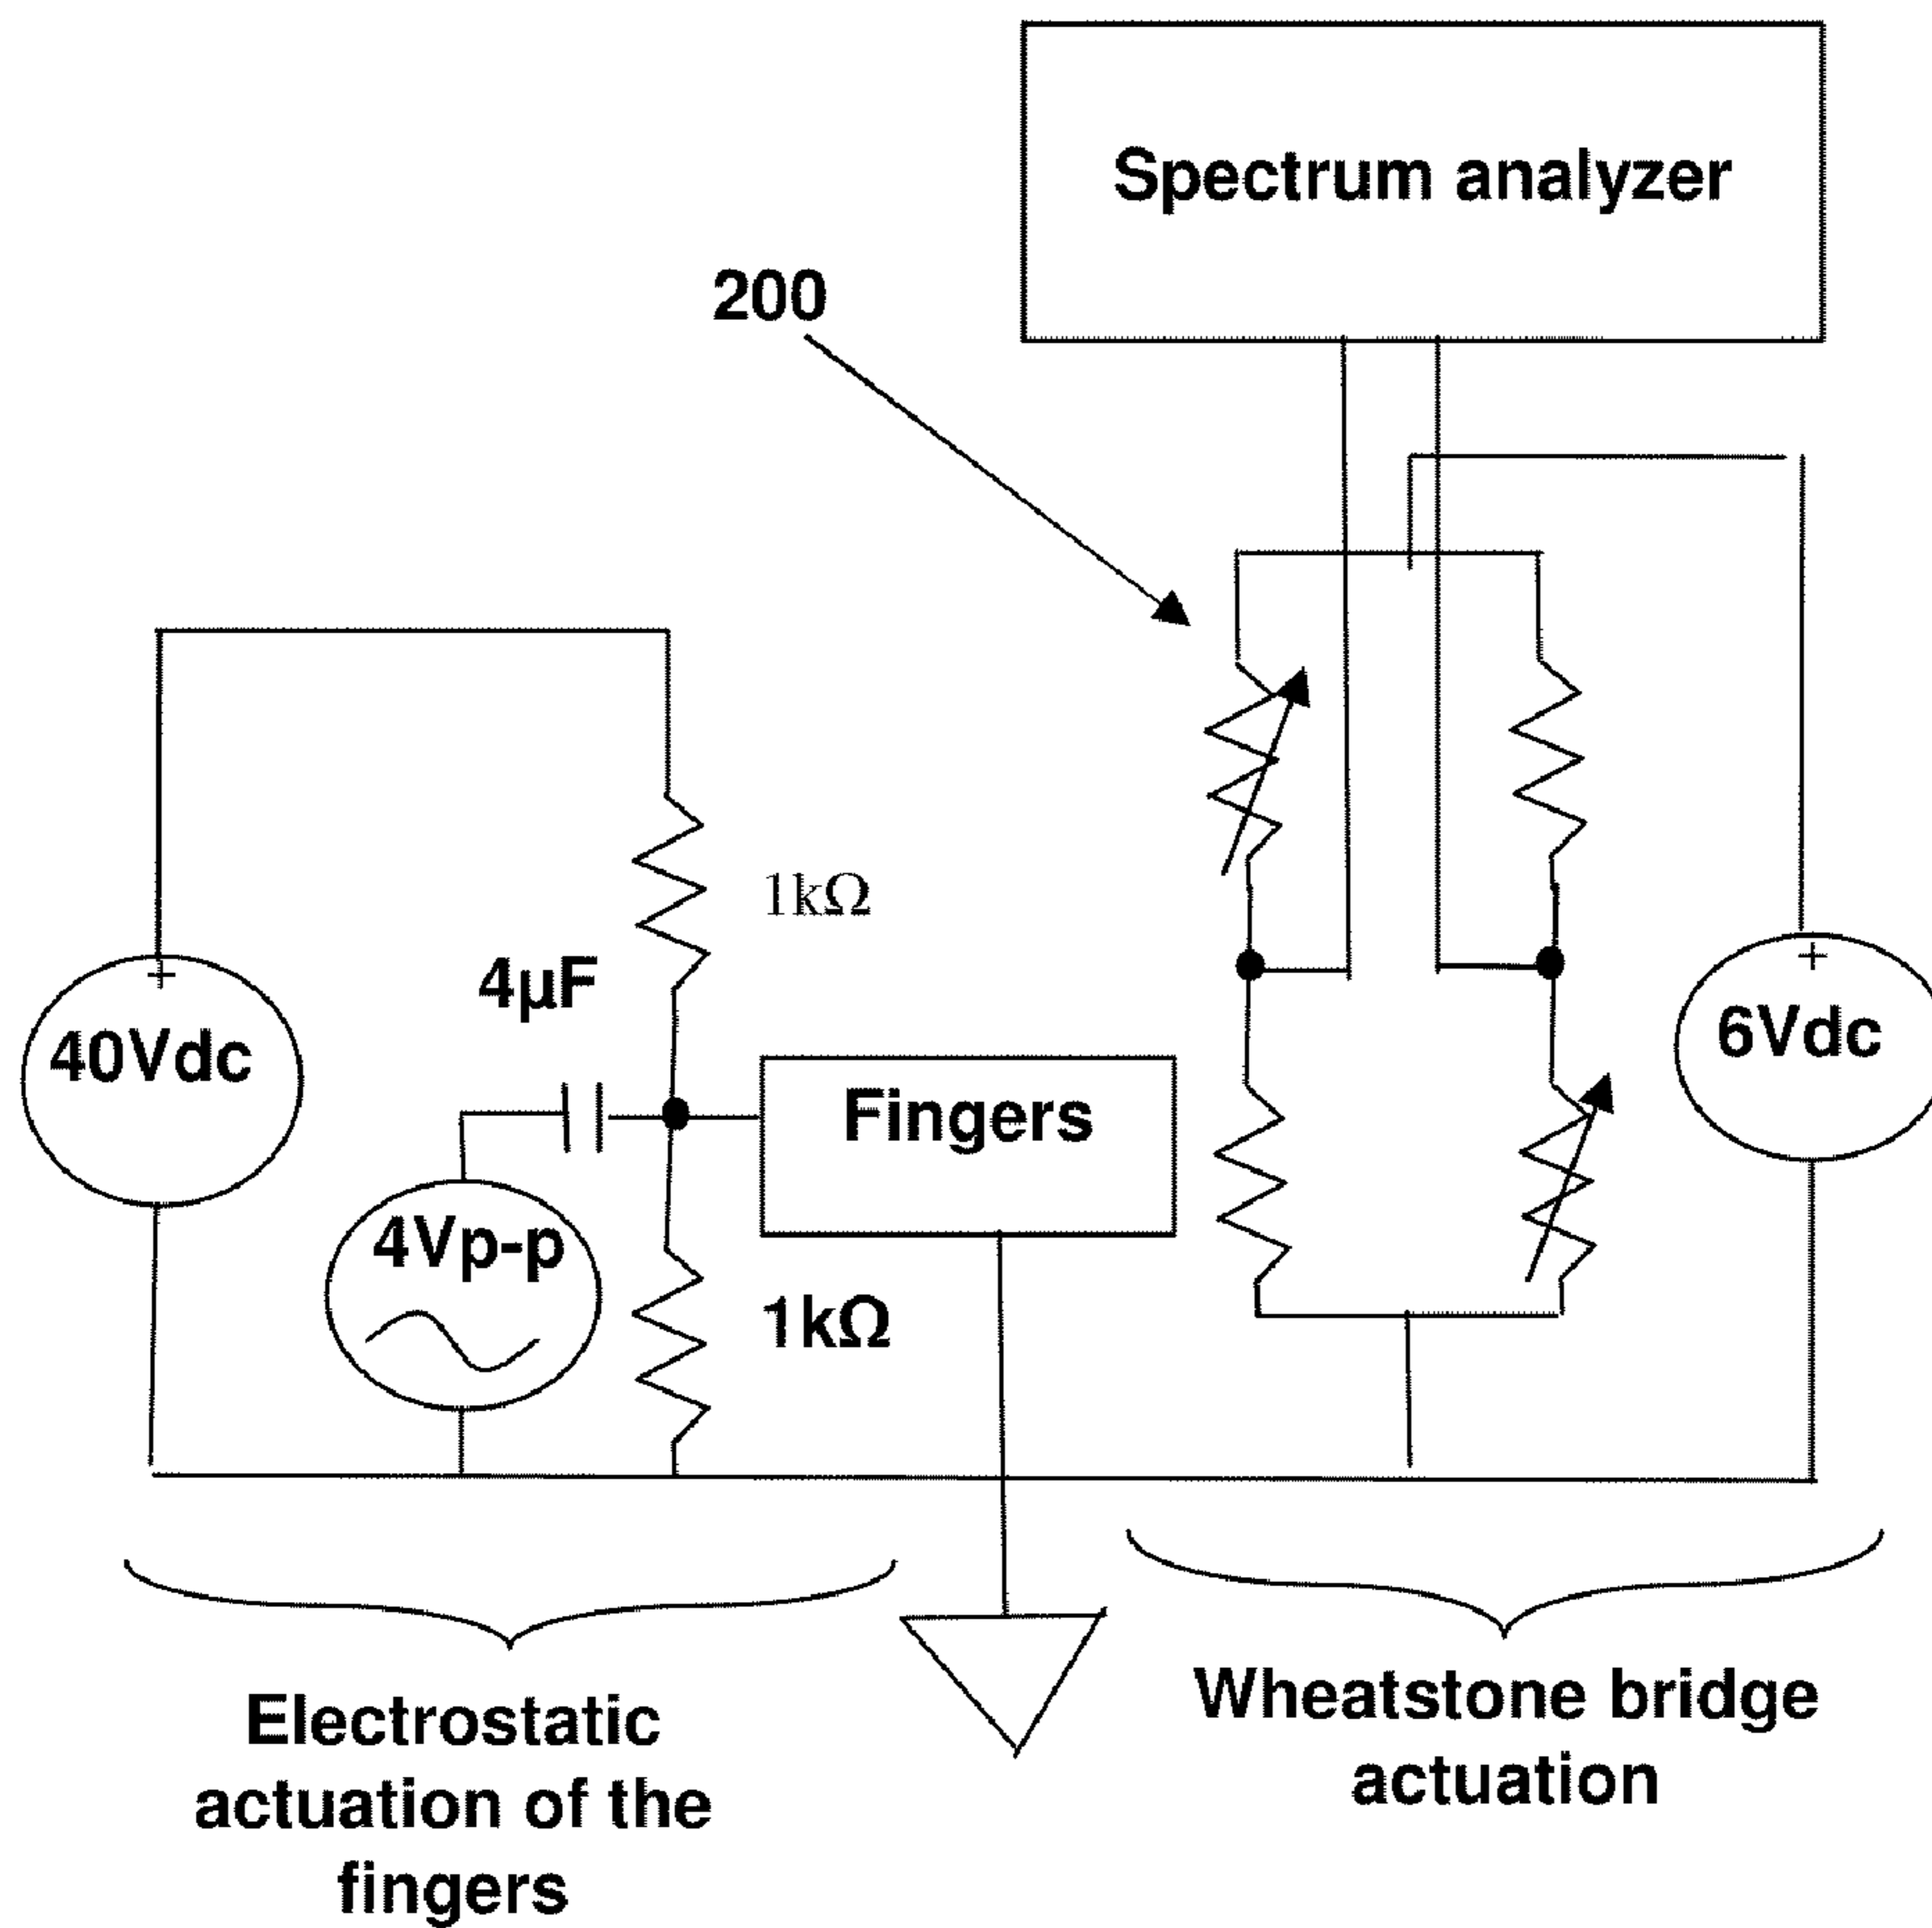 Spectrum analyzer
200
1kΩ
4µF
+
40Vdc
+
6Vdc
Fingers
4Vp-p
1kΩ
Electrostatic
actuation of the
fingers
Wheatstone bridge
actuation